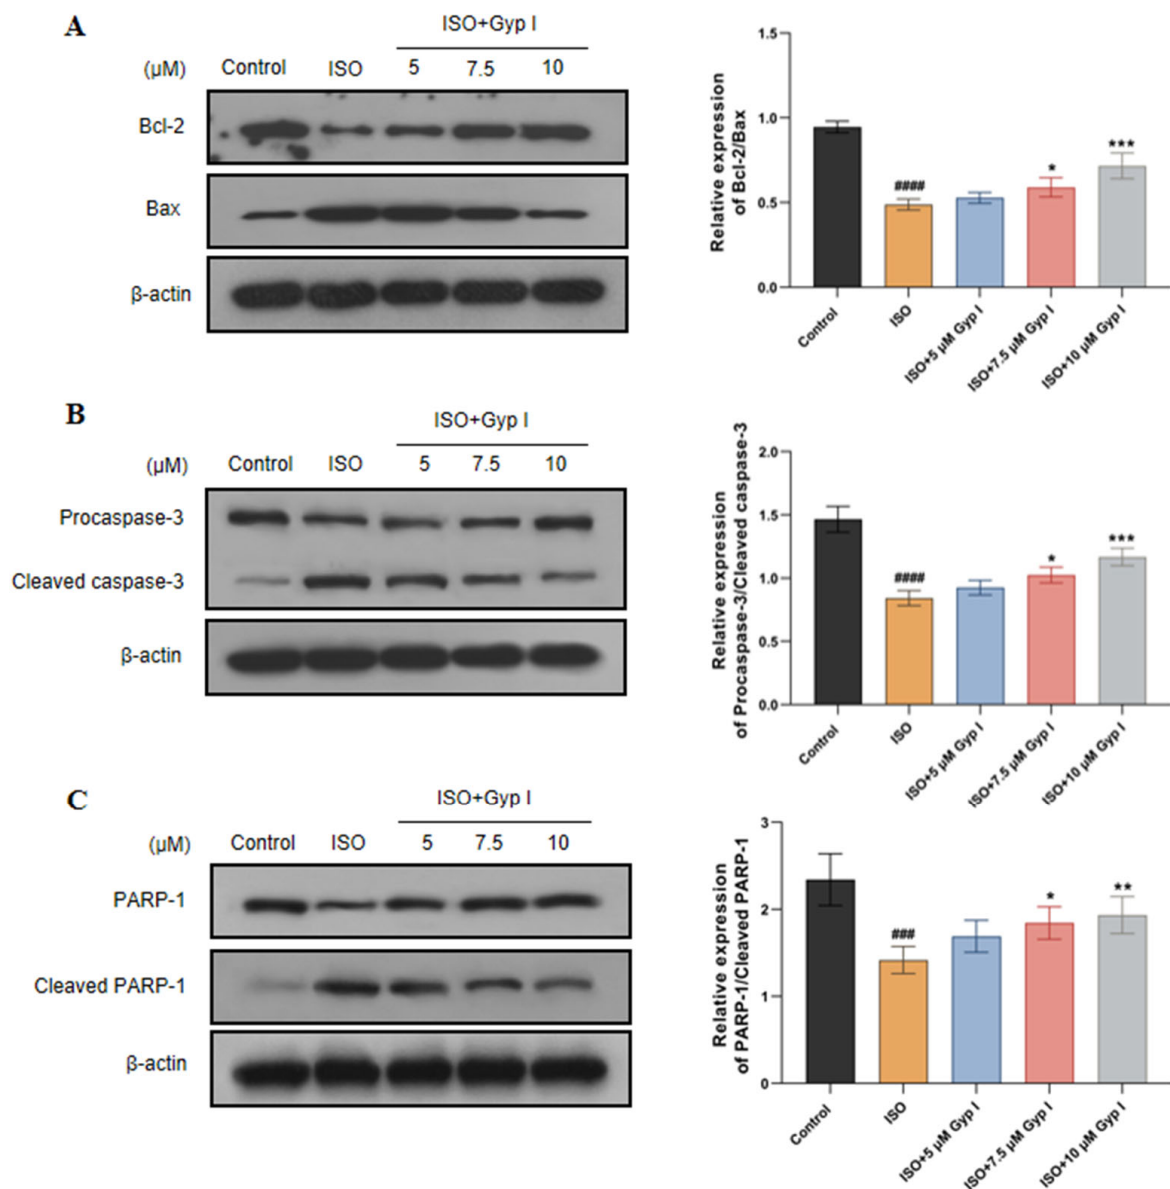 A
ISO+Gyp I
(μM) Control ISO 5 7.5 10
Bcl-2
Bax
β-actin
Relative expression
of Bcl-2/Bax
1.5
1.0
0.5
0.0
####
*
***
Control
ISO
ISO+5 μM Gyp I
ISO+7.5 μM Gyp I
ISO+10 μM Gyp I
B
ISO+Gyp I
(μM) Control ISO 5 7.5 10
Procaspase-3
Cleaved caspase-3
β-actin
Relative expression
of Procaspase-3/Cleaved caspase-3
2.0
1.5
1.0
0.5
0.0
####
*
***
Control
ISO
ISO+5 μM Gyp I
ISO+7.5 μM Gyp I
ISO+10 μM Gyp I
C
ISO+Gyp I
(μM) Control ISO 5 7.5 10
PARP-1
Cleaved PARP-1
β-actin
Relative expression
of PARP-1/Cleaved PARP-1
3
2
1
0
###
*
**
Control
ISO
ISO+5 μM Gyp I
ISO+7.5 μM Gyp I
ISO+10 μM Gyp I